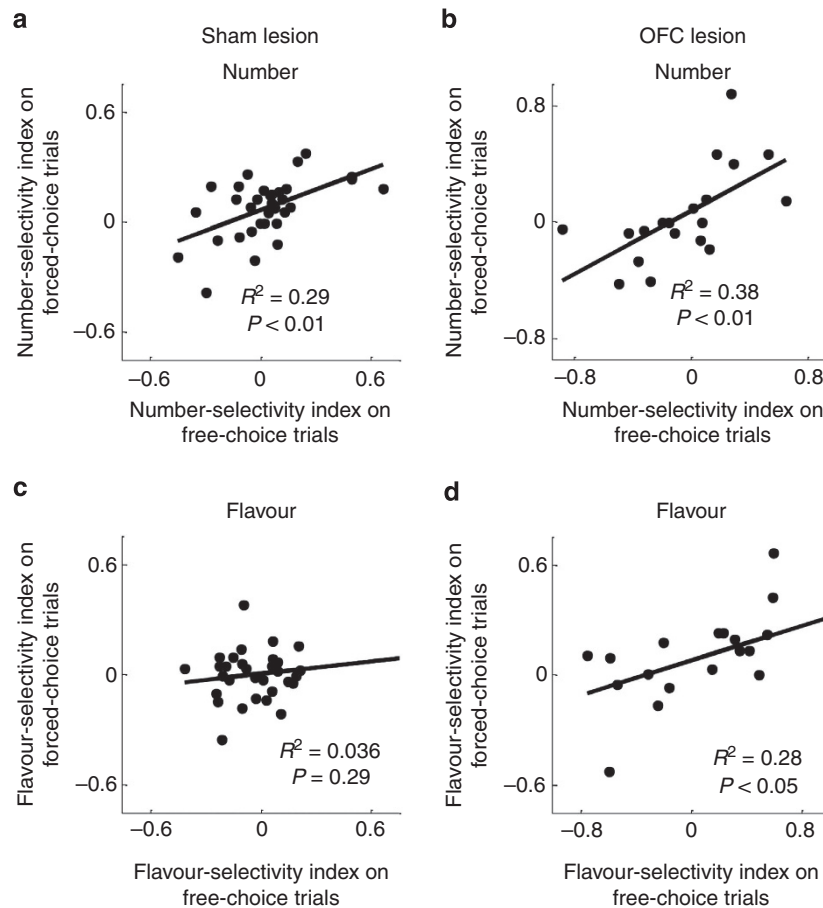 a
Sham lesion
Number
Number-selectivity index on
forced-choice trials
0.6
0
–0.6
R² = 0.29
P < 0.01
–0.6
0
0.6
Number-selectivity index on
free-choice trials
b
OFC lesion
Number
Number-selectivity index on
forced-choice trials
0.8
0
–0.8
R² = 0.38
P < 0.01
–0.8
0
0.8
Number-selectivity index on
free-choice trials
c
Flavour
Flavour-selectivity index on
forced-choice trials
0.6
0
–0.6
R² = 0.036
P = 0.29
–0.6
0
0.6
Flavour-selectivity index on
free-choice trials
d
Flavour
Flavour-selectivity index on
forced-choice trials
0.6
0
–0.6
R² = 0.28
P < 0.05
–0.8
0
0.8
Flavour-selectivity index on
free-choice trials